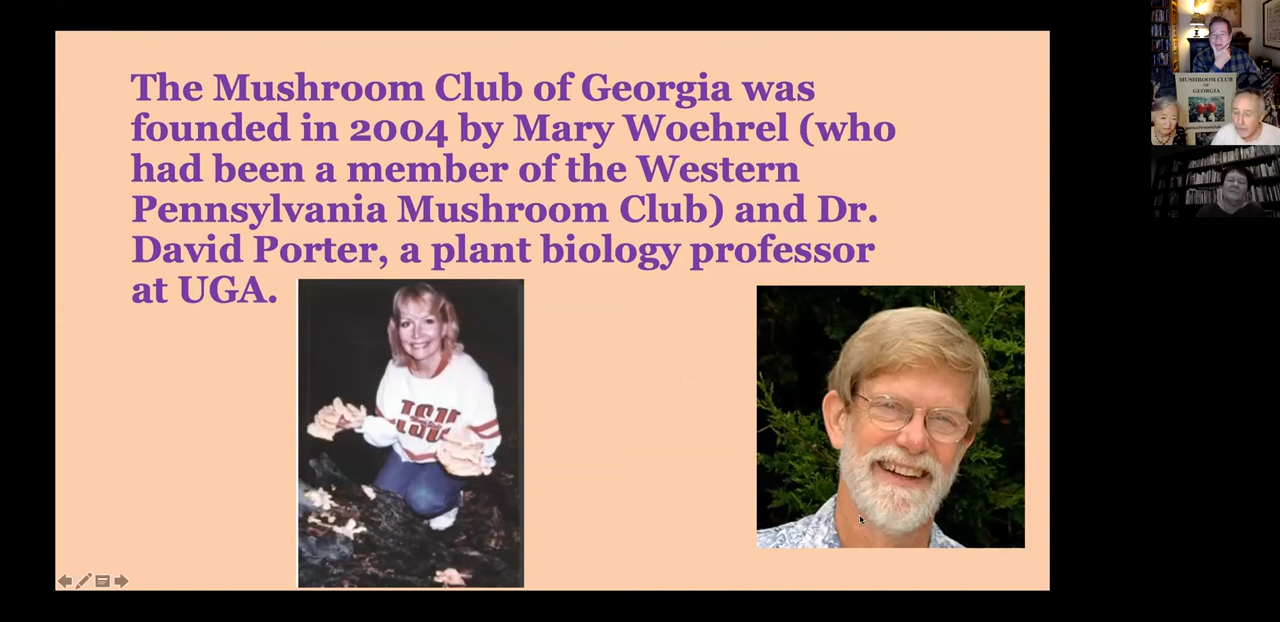 The Mushroom Club of Georgia was
founded in 2004 by Mary Woehrel (who
had been a member of the Western
Pennsylvania Mushroom Club) and Dr.
David Porter, a plant biology professor
at UGA.
MUSHROOM CLUB
OF
GEORGIA